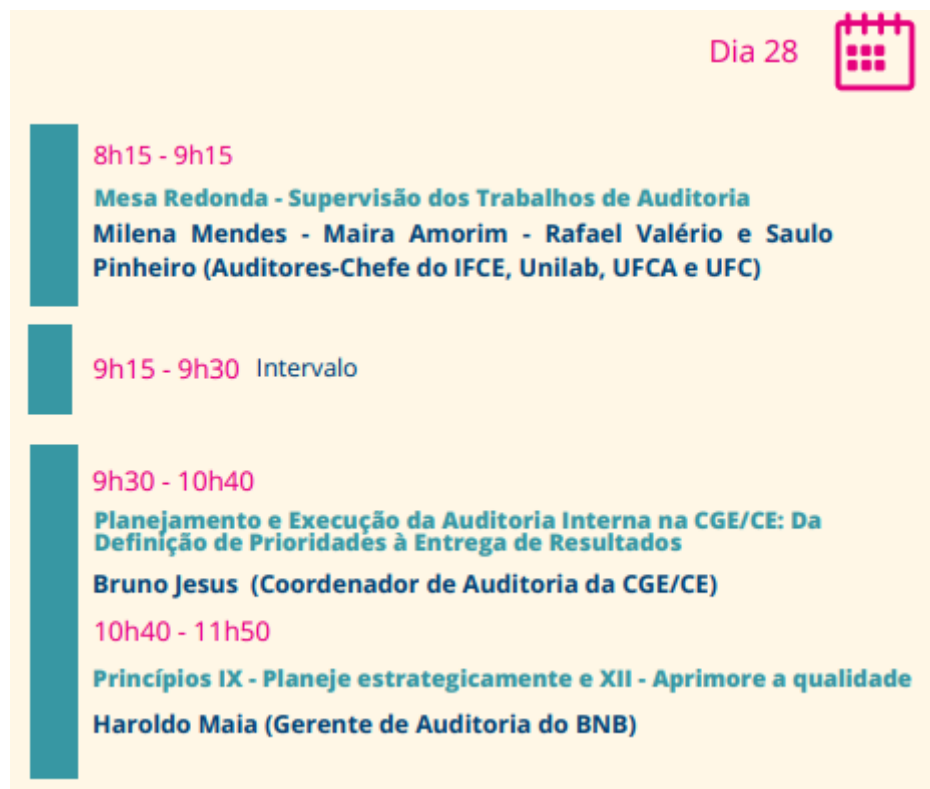 Dia 28
8h15 - 9h15
Mesa Redonda - Supervisão dos Trabalhos de Auditoria
Milena Mendes - Maira Amorim - Rafael Valério e Saulo
Pinheiro (Auditores-Chefe do IFCE, Unilab, UFCA e UFC)
9h15 - 9h30 Intervalo
9h30 - 10h40
Planejamento e Execução da Auditoria Interna na CGE/CE: Da
Definição de Prioridades à Entrega de Resultados
Bruno Jesus (Coordenador de Auditoria da CGE/CE)
10h40 - 11h50
Princípios IX - Planeje estrategicamente e XII - Aprimore a qualidade
Haroldo Maia (Gerente de Auditoria do BNB)